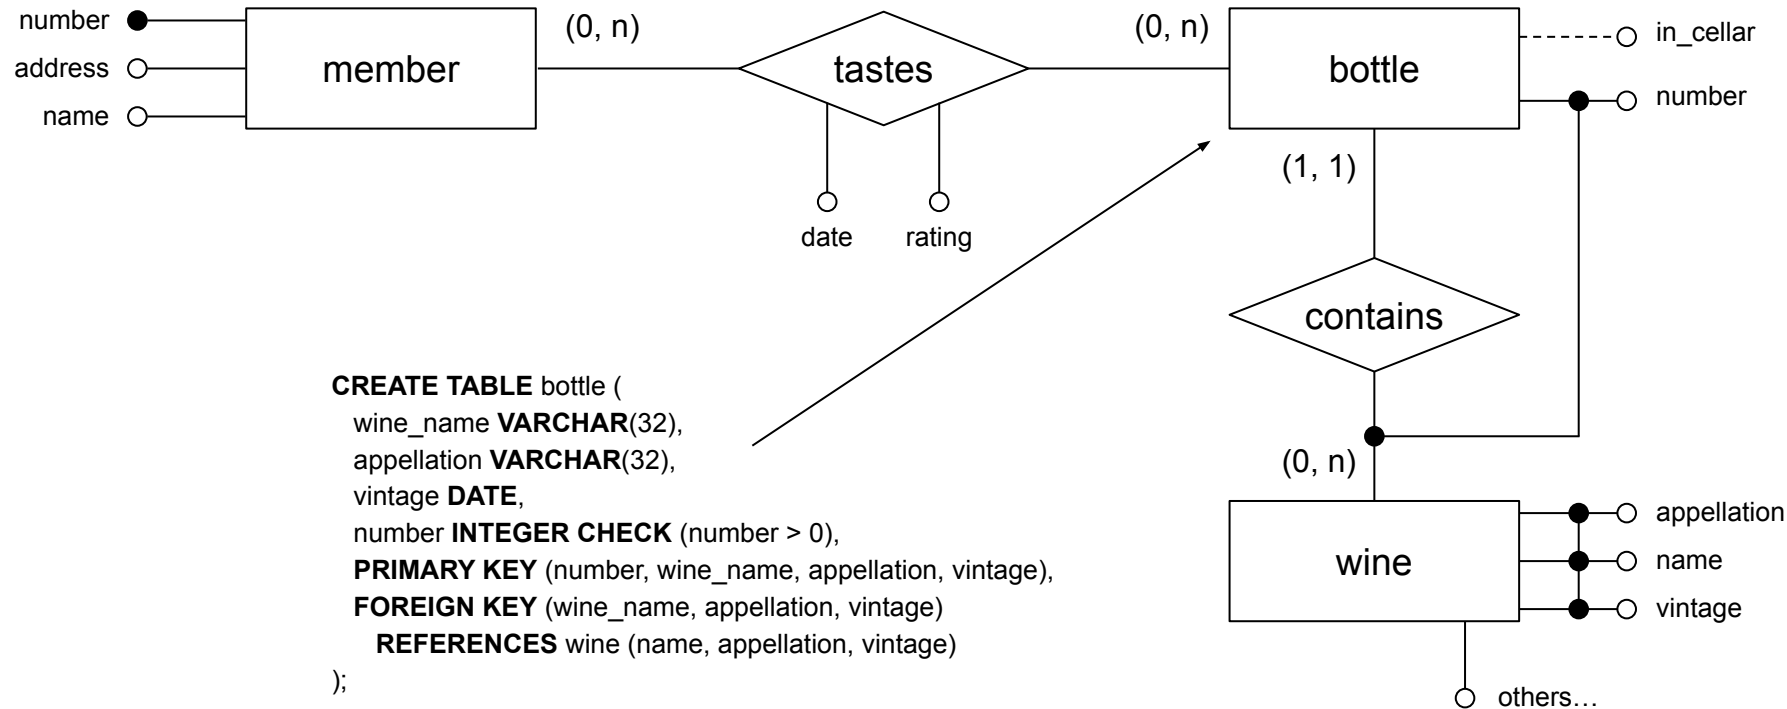 number
address
name
member
(0, n)
tastes
(0, n)
date
rating
bottle
in_cellar
number
(1, 1)
contains
(0, n)
wine
appellation
name
vintage
others…
CREATE TABLE bottle (
wine_name VARCHAR(32),
appellation VARCHAR(32),
vintage DATE,
number INTEGER CHECK (number > 0),
PRIMARY KEY (number, wine_name, appellation, vintage),
FOREIGN KEY (wine_name, appellation, vintage)
REFERENCES wine (name, appellation, vintage)
);